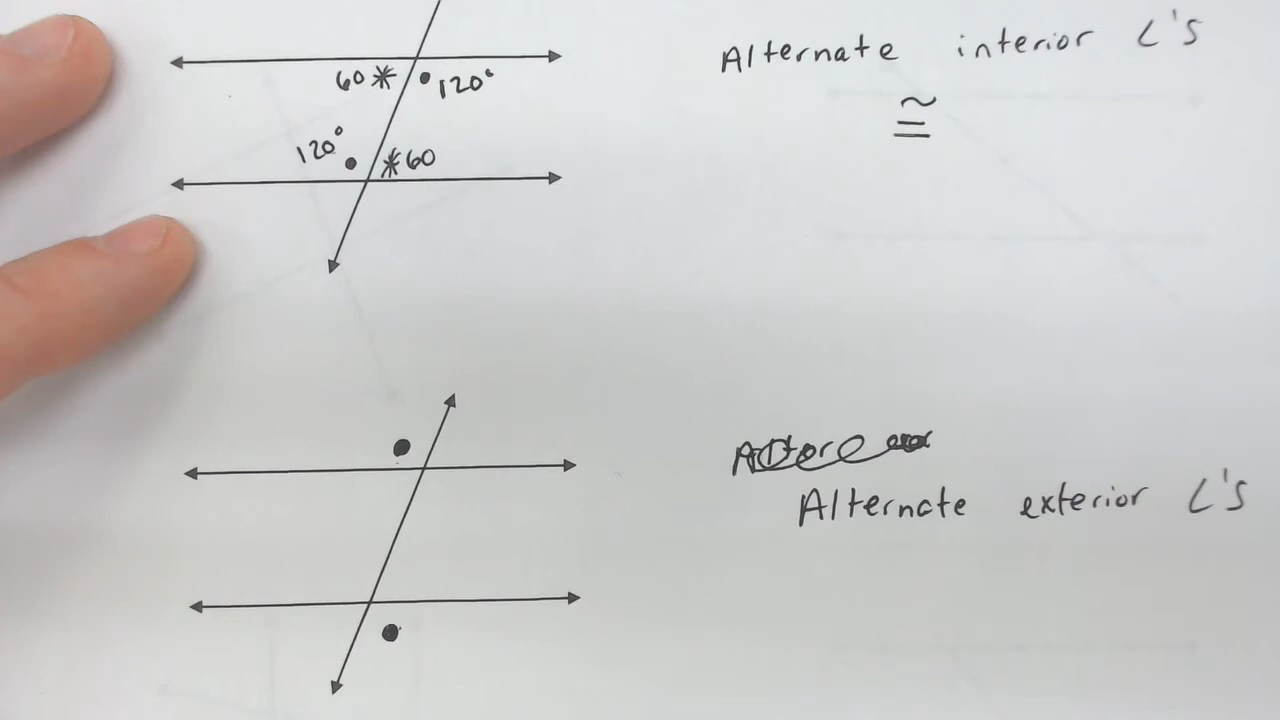 Alternate interior ∠'s
≅
60 * 120°
120° * 60
Alternate exterior ∠'s